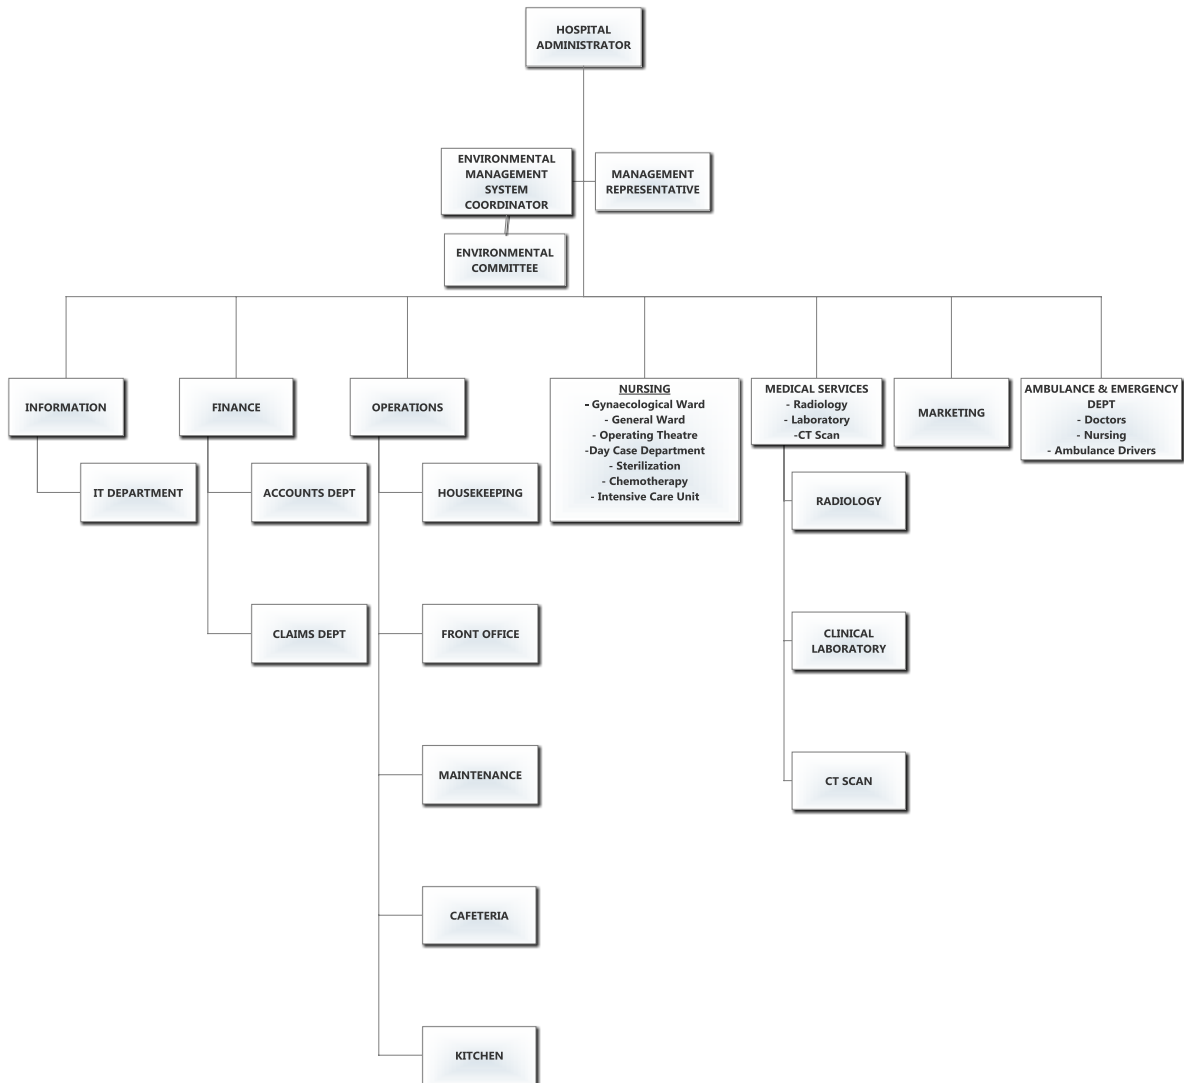 HOSPITAL
ADMINISTRATOR
ENVIRONMENTAL
MANAGEMENT
SYSTEM
COORDINATOR
MANAGEMENT
REPRESENTATIVE
ENVIRONMENTAL
COMMITTEE
INFORMATION
FINANCE
OPERATIONS
NURSING
- Gynaecological Ward
- General Ward
- Operating Theatre
-Day Case Department
- Sterilization
- Chemotherapy
- Intensive Care Unit
MEDICAL SERVICES
- Radiology
- Laboratory
-CT Scan
MARKETING
AMBULANCE & EMERGENCY
DEPT
- Doctors
- Nursing
- Ambulance Drivers
IT DEPARTMENT
ACCOUNTS DEPT
HOUSEKEEPING
RADIOLOGY
CLAIMS DEPT
FRONT OFFICE
CLINICAL
LABORATORY
MAINTENANCE
CT SCAN
CAFETERIA
KITCHEN